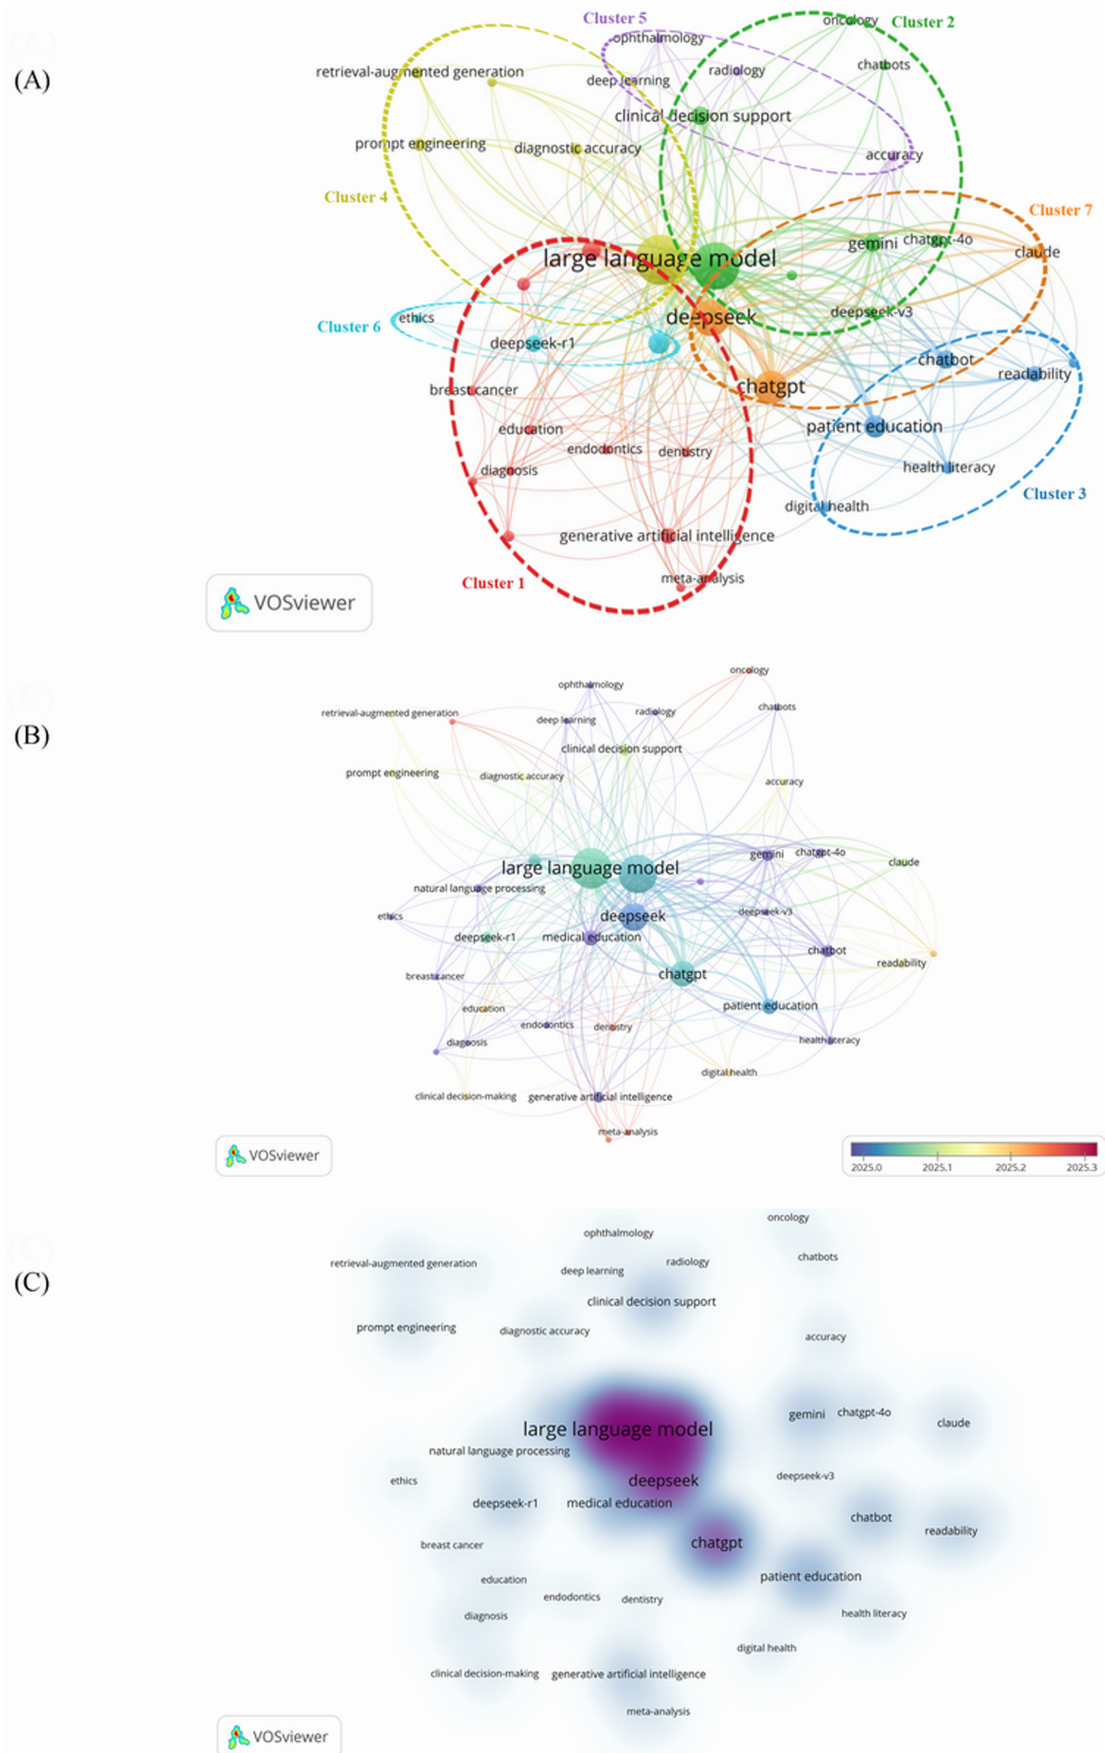 (A)
Cluster 5
oncology
Cluster 2
ophthalmology
retrieval-augmented generation
deep learning
radiology
chatbots
clinical decision support
prompt engineering
diagnostic accuracy
accuracy
Cluster 4
Cluster 7
large language model
gemini
chatgpt-4o
claude
Cluster 6
ethics
deepseek
deepseek-v3
deepseek-r1
chatbot
readability
breast cancer
chatgpt
education
patient education
endodontics
dentistry
diagnosis
health literacy
Cluster 3
digital health
generative artificial intelligence
Cluster 1
meta-analysis
VOSviewer
(B)
oncology
ophthalmology
retrieval-augmented generation
deep learning
radiology
chatbots
clinical decision support
prompt engineering
diagnostic accuracy
accuracy
large language model
gemini
chatgpt-4o
claude
natural language processing
ethics
deepseek
deepseek-v3
deepseek-r1
medical education
chatbot
readability
breast cancer
chatgpt
education
patient education
endodontics
dentistry
diagnosis
health literacy
digital health
clinical decision-making
generative artificial intelligence
meta-analysis
VOSviewer
2025.0 2025.1 2025.2 2025.3
(C)
oncology
ophthalmology
retrieval-augmented generation
deep learning
radiology
chatbots
clinical decision support
prompt engineering
diagnostic accuracy
accuracy
large language model
gemini
chatgpt-4o
claude
natural language processing
ethics
deepseek
deepseek-v3
deepseek-r1
medical education
chatbot
readability
breast cancer
chatgpt
education
patient education
endodontics
dentistry
diagnosis
health literacy
digital health
clinical decision-making
generative artificial intelligence
meta-analysis
VOSviewer